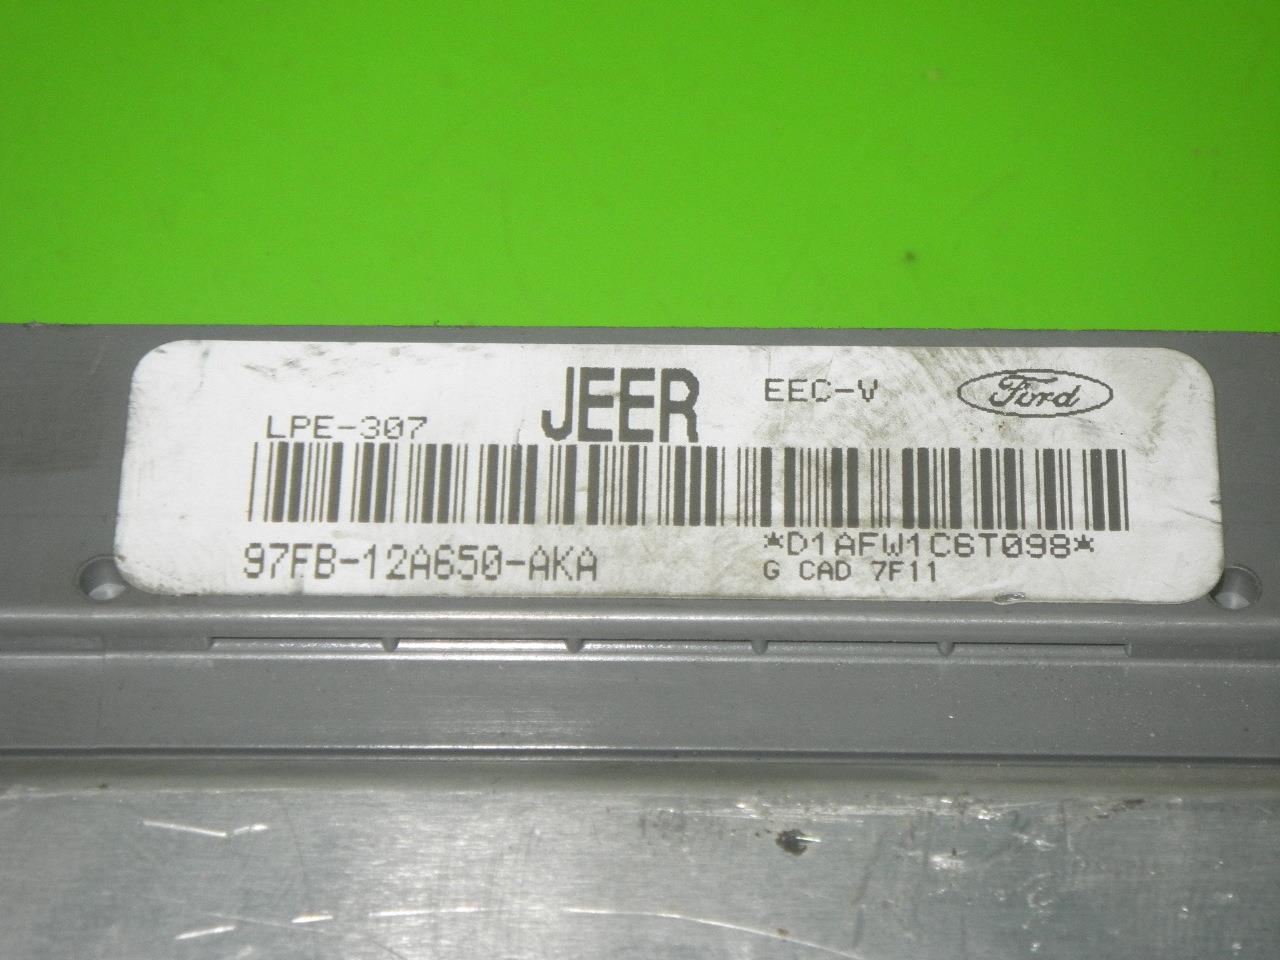 JEER
EEC-V
Ford
LPE-307
*D1AFW1C6T098*
97FB-12A650-AKA
G CAD 7F11